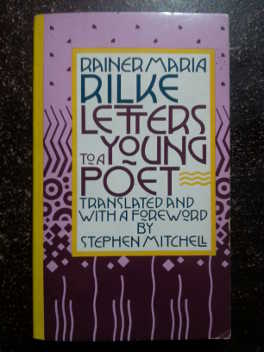 RAINER MARIA
RILKE
LETTERS
TO A YOUNG
POET
TRANSLATED AND
WITH A FOREWORD
BY
STEPHEN MITCHELL